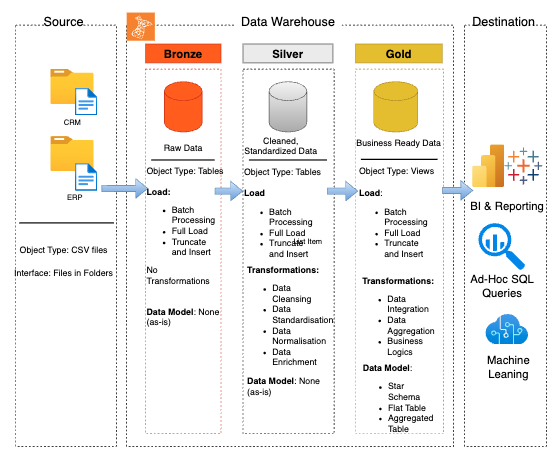 Source
Data Warehouse
Destination
Bronze
Silver
Gold
CRM
ERP
Object Type: CSV files
Interface: Files in Folders
Raw Data
Object Type: Tables
Load:
Batch
Processing
Full Load
Truncate
and Insert
No
Transformations
Data Model: None
(as-is)
Cleaned,
Standardized Data
Object Type: Tables
Load
Batch
Processing
Full Load
Truncate
and Insert
List Item
Transformations:
Data
Cleansing
Data
Standardisation
Data
Normalisation
Data
Enrichment
Data Model: None
(as-is)
Business Ready Data
Object Type: Views
Load:
Batch
Processing
Full Load
Truncate
and Insert
Transformations:
Data
Integration
Data
Aggregation
Business
Logics
Data Model:
Star
Schema
Flat Table
Aggregated
Table
BI & Reporting
Ad-Hoc SQL
Queries
Machine
Leaning